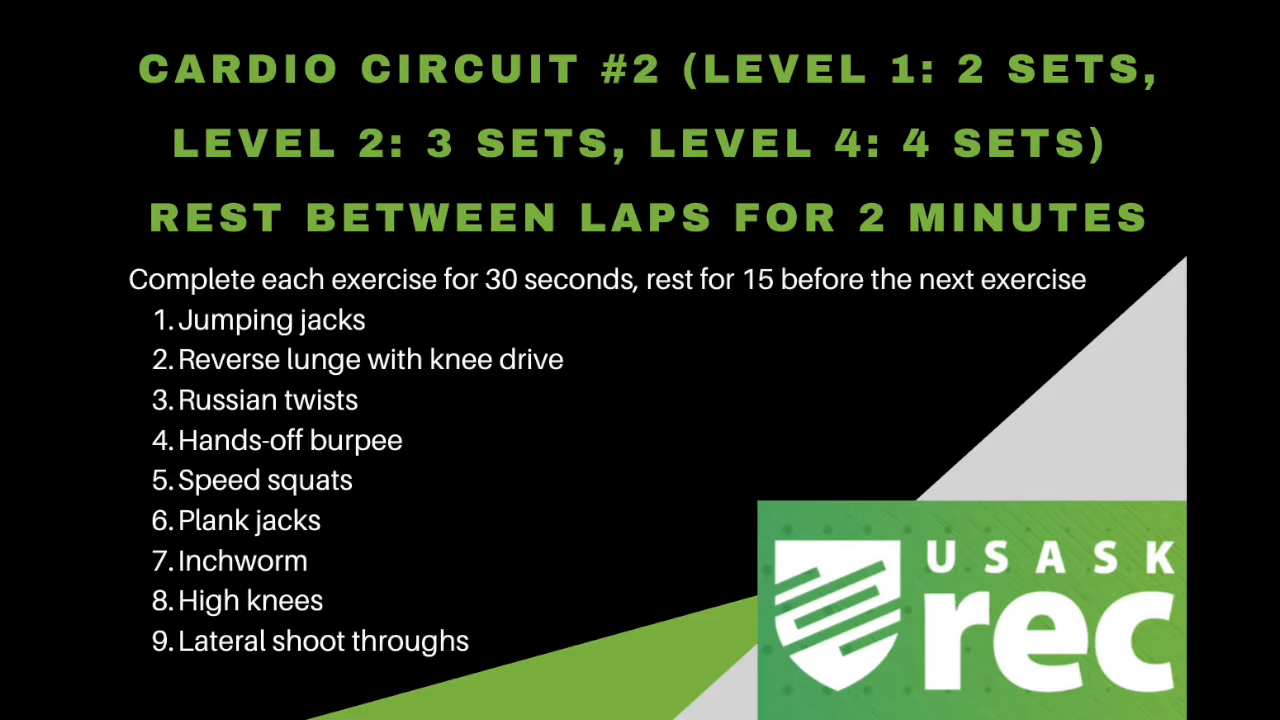 CARDIO CIRCUIT #2 (LEVEL 1: 2 SETS,
LEVEL 2: 3 SETS, LEVEL 4: 4 SETS)
REST BETWEEN LAPS FOR 2 MINUTES
Complete each exercise for 30 seconds, rest for 15 before the next exercise
1. Jumping jacks
2. Reverse lunge with knee drive
3. Russian twists
4. Hands-off burpee
5. Speed squats
6. Plank jacks
7. Inchworm
8. High knees
9. Lateral shoot throughs
USASK
rec